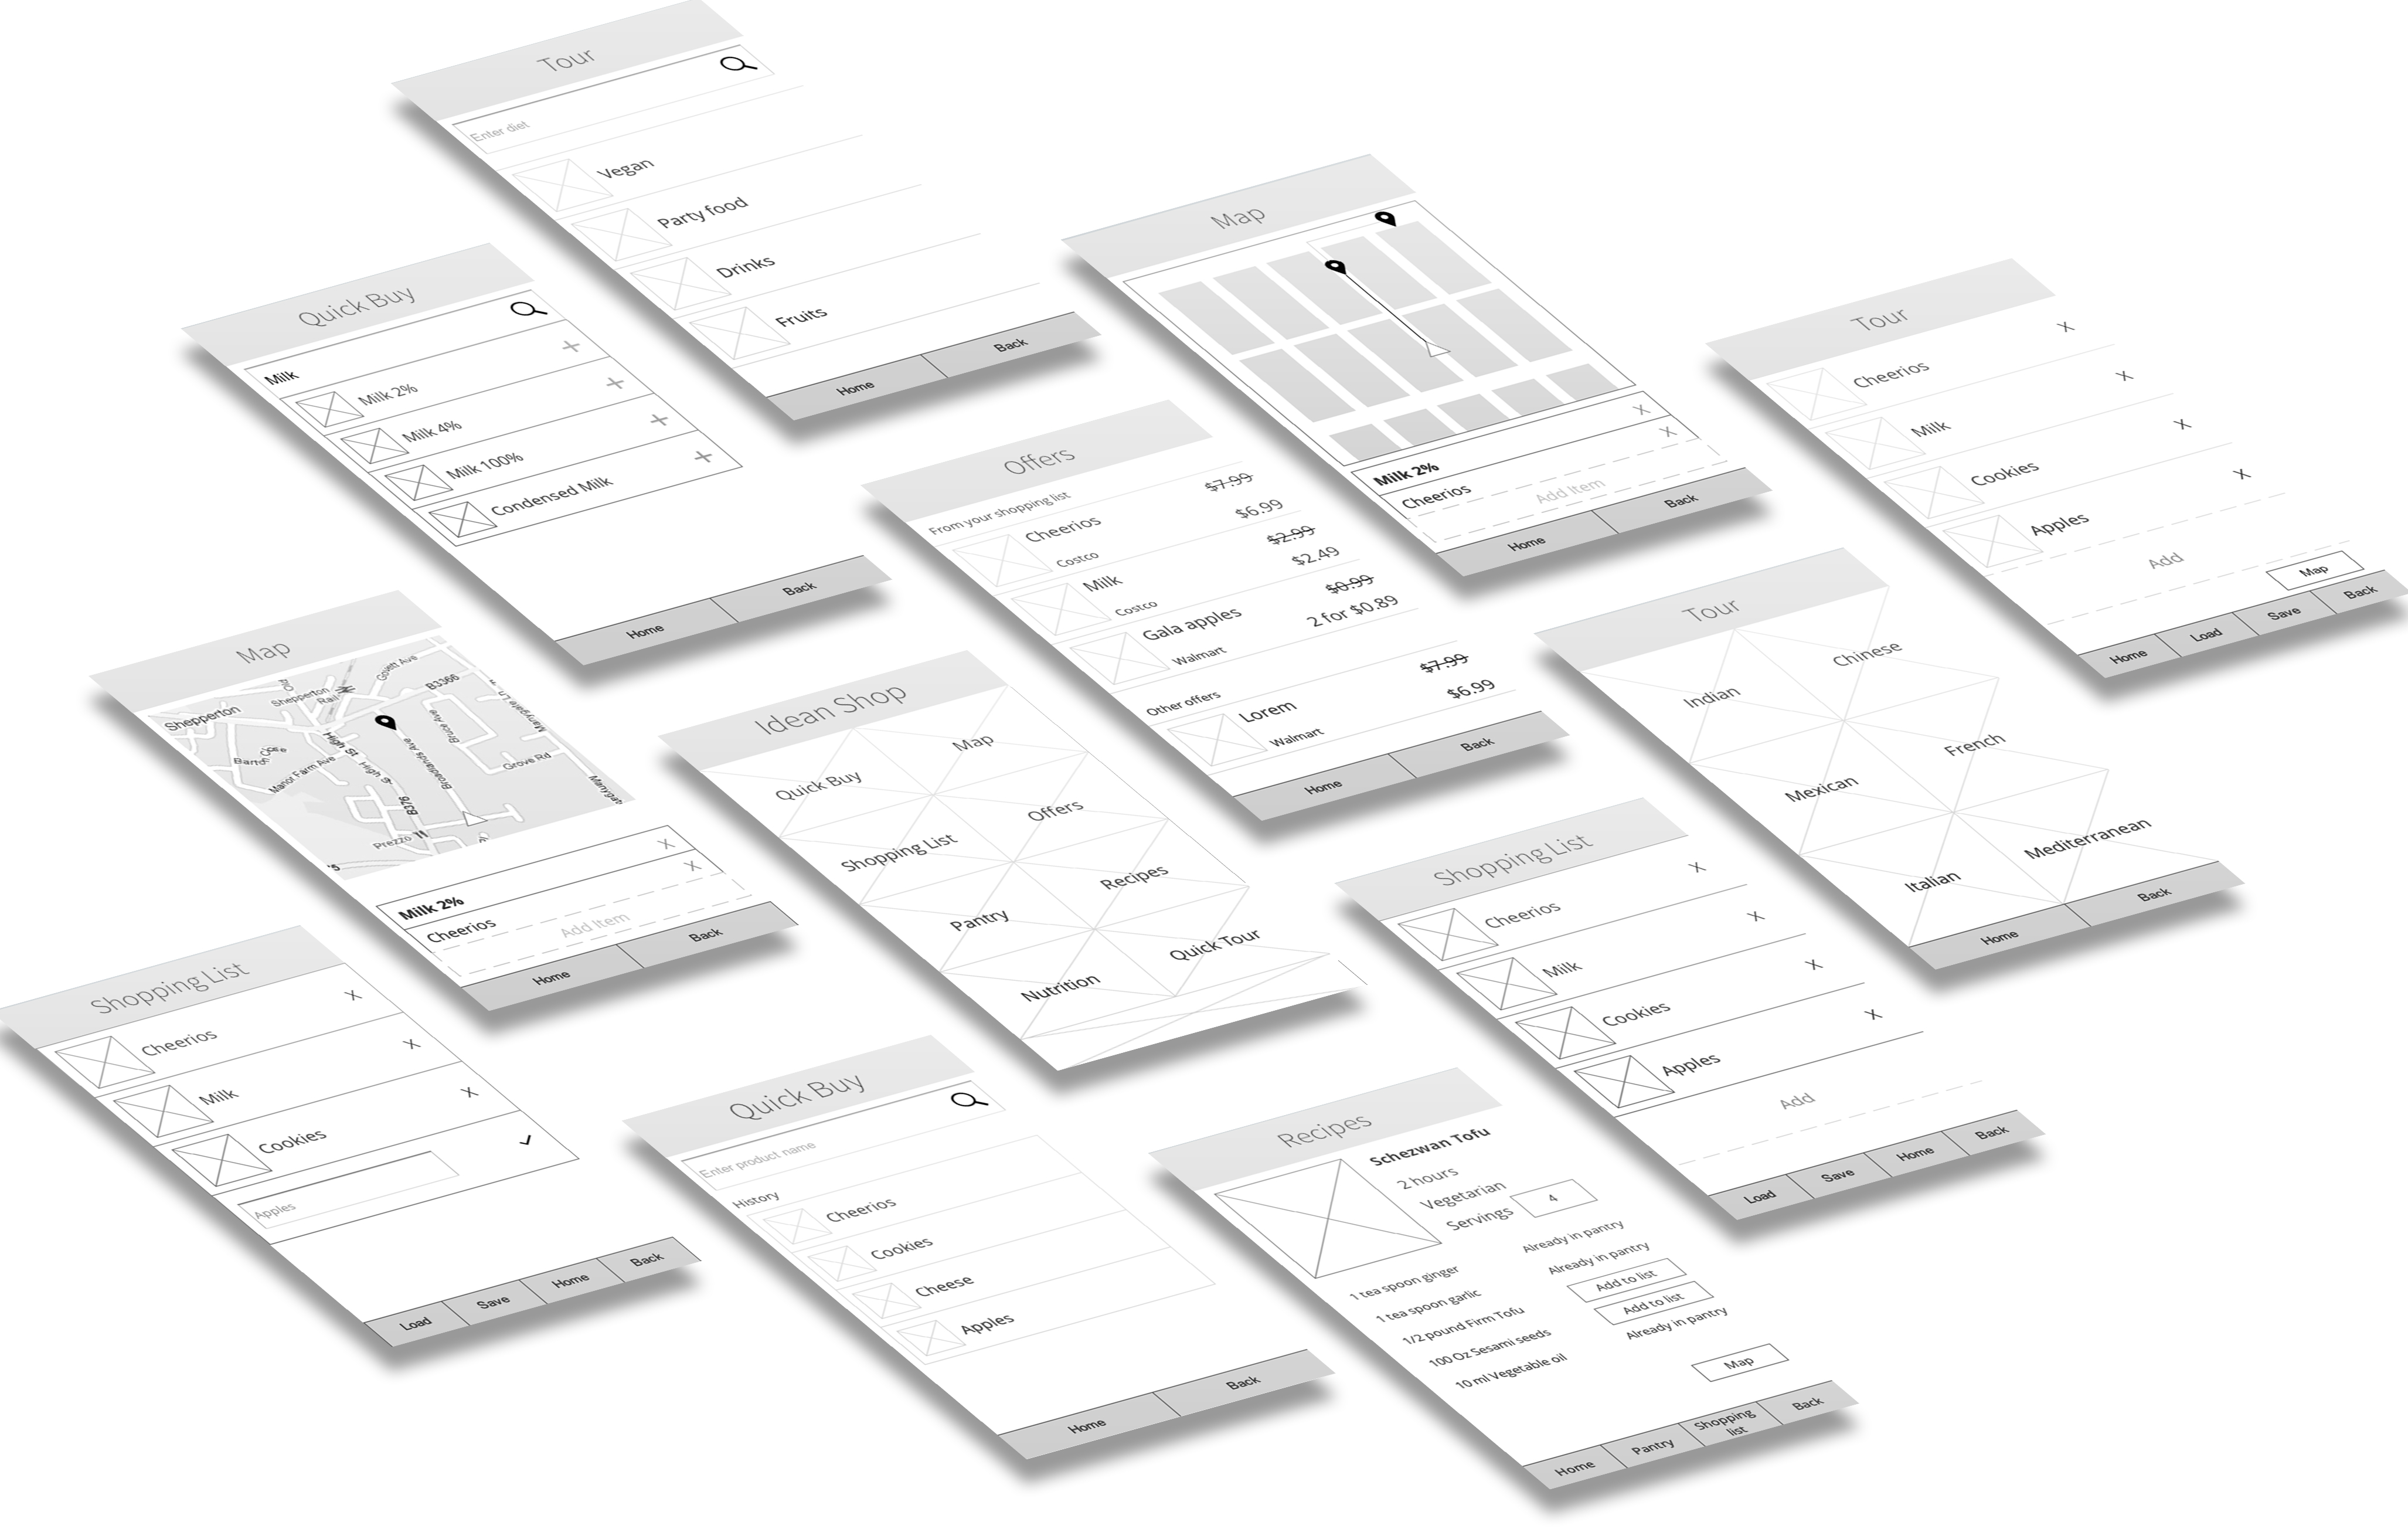 Tour
Enter diet
Vegan
Party food
Drinks
Fruits
Home
Back
Quick Buy
Milk
Milk 2%
Milk 4%
Milk 100%
Condensed Milk
Home
Back
Map
Milk 2%
X
Cheerios
X
Add Item
Home
Back
Tour
Cheerios
X
Milk
X
Cookies
X
Apples
X
Add
Map
Home
Load
Save
Back
Offers
From your shopping list
Cheerios
$7.99
Costco
$6.99
Milk
$2.99
Costco
$2.49
Gala apples
$0.99
Walmart
2 for $0.89
Other offers
Lorem
$7.99
Walmart
$6.99
Home
Back
Map
Shepperton
Old
Shepperton
Rail
Govett Ave
B3366
High St
High St
Manor Farm Ave
Broadlands Ave
Bruce Ave
Grove Rd
B376
Prezzo
Milk 2%
X
Cheerios
X
Add Item
Home
Back
Idean Shop
Quick Buy
Map
Shopping List
Offers
Pantry
Recipes
Nutrition
Quick Tour
Tour
Indian
Chinese
Mexican
French
Italian
Mediterranean
Home
Back
Shopping List
Cheerios
X
Milk
X
Cookies
X
Apples
Load
Save
Home
Back
Quick Buy
Enter product name
History
Cheerios
Cookies
Cheese
Apples
Home
Back
Shopping List
Cheerios
X
Milk
X
Cookies
X
Apples
X
Add
Load
Save
Home
Back
Recipes
Schezwan Tofu
2 hours
Vegetarian
Servings 4
1 tea spoon ginger
Already in pantry
1 tea spoon garlic
Already in pantry
1/2 pound Firm Tofu
Add to list
100 Oz Sesami seeds
Add to list
10 ml Vegetable oil
Already in pantry
Map
Home
Pantry
Shopping
list
Back